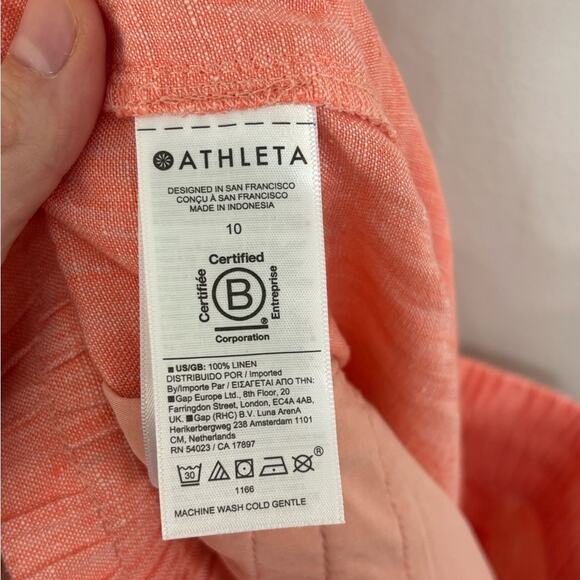 ATHLETA
DESIGNED IN SAN FRANCISCO
CONÇU À SAN FRANCISCO
MADE IN INDONESIA
10
Certified
Certifiée
B
Entreprise
®
Corporation
US/GB: 100% LINEN
DISTRIBUIDO POR / Imported
By/Importe Par / ΕΙΣΑΓΕΤΑΙ ΑΠΟ ΤΗΝ:
Gap Europe Ltd., 8th Floor, 20
Farringdon Street, London, EC4A 4AB,
UK. Gap (RHC) B.V. Luna ArenA
Herikerbergweg 238 Amsterdam 1101
CM, Netherlands
RN 54023 / CA 17897
30 ®
1166
MACHINE WASH COLD GENTLE